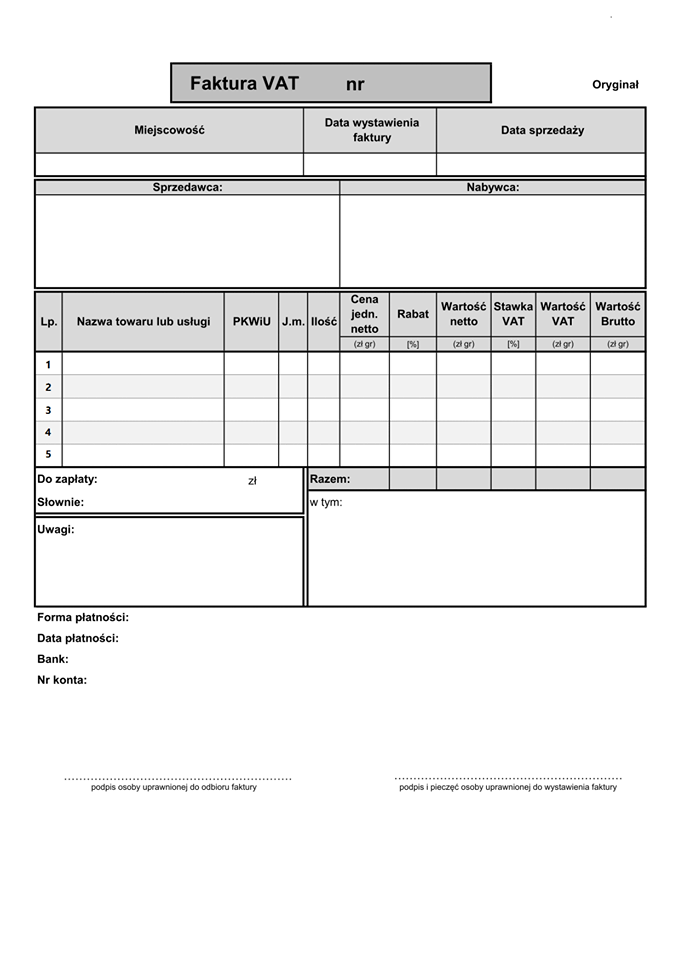 Faktura VAT nr
Oryginał
Miejscowość
Data wystawienia
faktury
Data sprzedaży
Sprzedawca:
Nabywca:
Lp.
Nazwa towaru lub usługi
PKWiU
J.m.
Ilość
Cena
jedn.
netto
(zł gr)
Rabat
[%]
Wartość
netto
(zł gr)
Stawka
VAT
[%]
Wartość
VAT
(zł gr)
Wartość
Brutto
(zł gr)
1
2
3
4
5
Do zapłaty: zł
Słownie:
Razem:
w tym:
Uwagi:
Forma płatności:
Data płatności:
Bank:
Nr konta:
podpis osoby uprawnionej do odbioru faktury
podpis i pieczęć osoby uprawnionej do wystawienia faktury